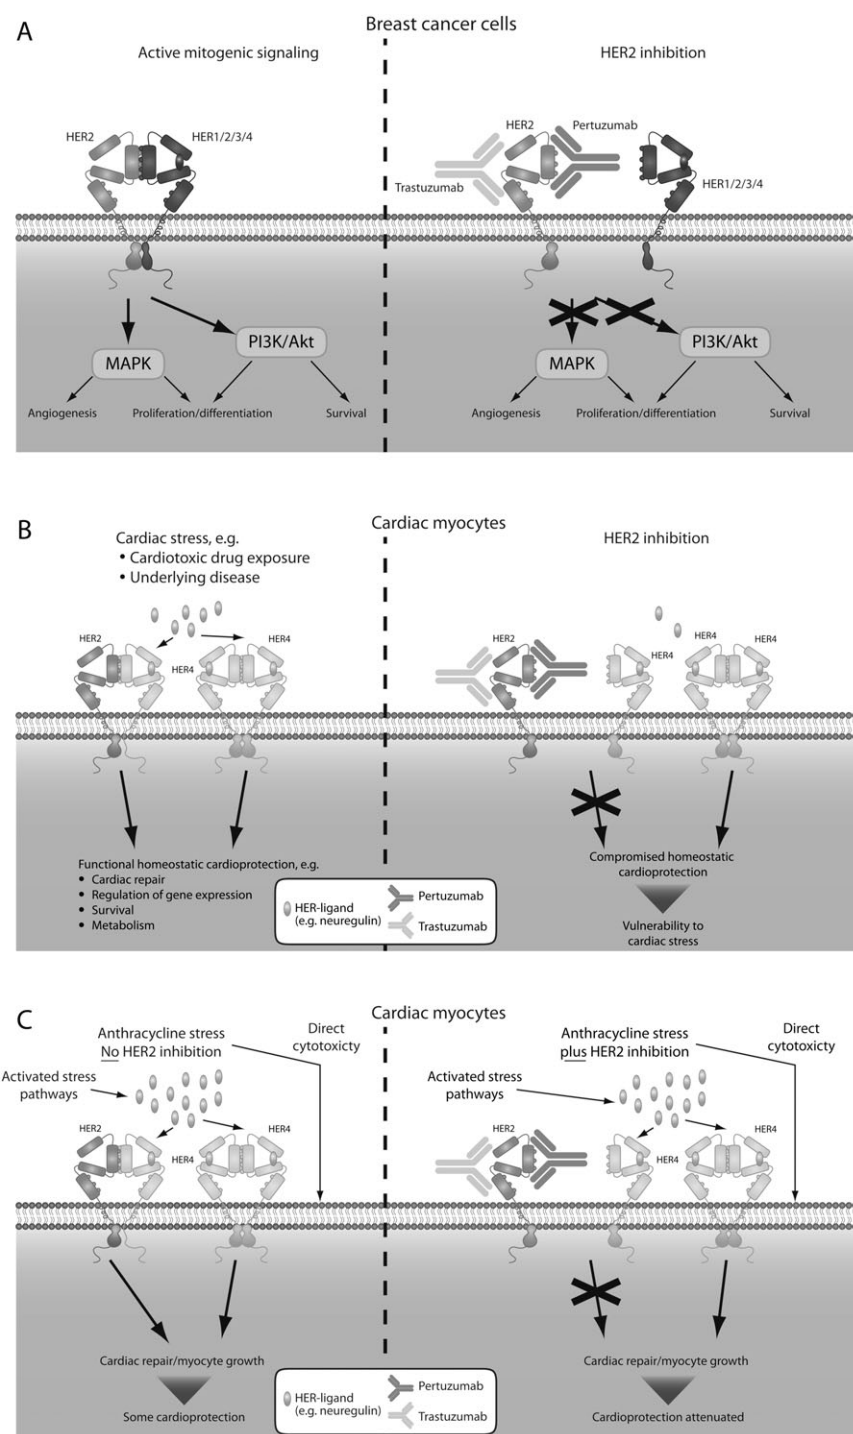 A
Breast cancer cells
Active mitogenic signaling
HER2 inhibition
HER2
HER1/2/3/4
HER2
Pertuzumab
Trastuzumab
HER1/2/3/4
MAPK
PI3K/Akt
MAPK
PI3K/Akt
Angiogenesis
Proliferation/differentiation
Survival
Angiogenesis
Proliferation/differentiation
Survival
B
Cardiac myocytes
Cardiac stress, e.g.
• Cardiotoxic drug exposure
• Underlying disease
HER2 inhibition
HER2
HER4
HER4
HER2
HER4
HER4
HER4
Functional homeostatic cardioprotection, e.g.
• Cardiac repair
• Regulation of gene expression
• Survival
• Metabolism
HER-ligand
(e.g. neuregulin)
Pertuzumab
Trastuzumab
Compromised homeostatic
cardioprotection
Vulnerability to
cardiac stress
C
Cardiac myocytes
Anthracycline stress
No HER2 inhibition
Direct
cytotoxicty
Activated stress
pathways
HER2
HER4
HER4
Anthracycline stress
plus HER2 inhibition
Direct
cytotoxicty
Activated stress
pathways
HER2
HER4
HER4
Cardiac repair/myocyte growth
Some cardioprotection
HER-ligand
(e.g. neuregulin)
Pertuzumab
Trastuzumab
Cardiac repair/myocyte growth
Cardioprotection attenuated